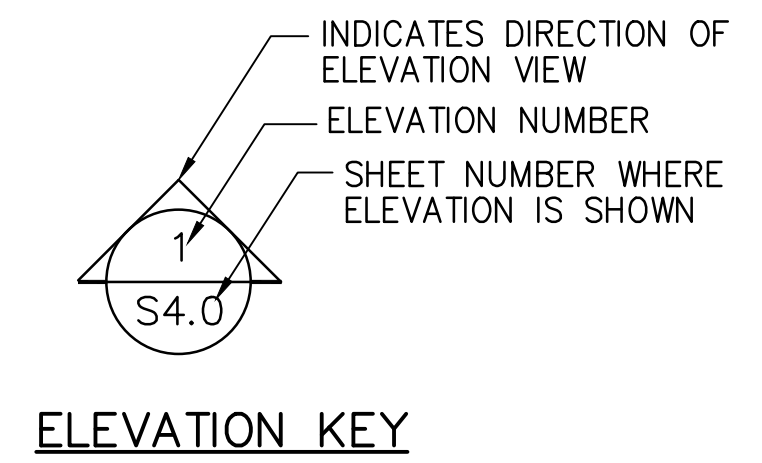 INDICATES DIRECTION OF
ELEVATION VIEW
ELEVATION NUMBER
SHEET NUMBER WHERE
ELEVATION IS SHOWN
1
S4.0
ELEVATION KEY